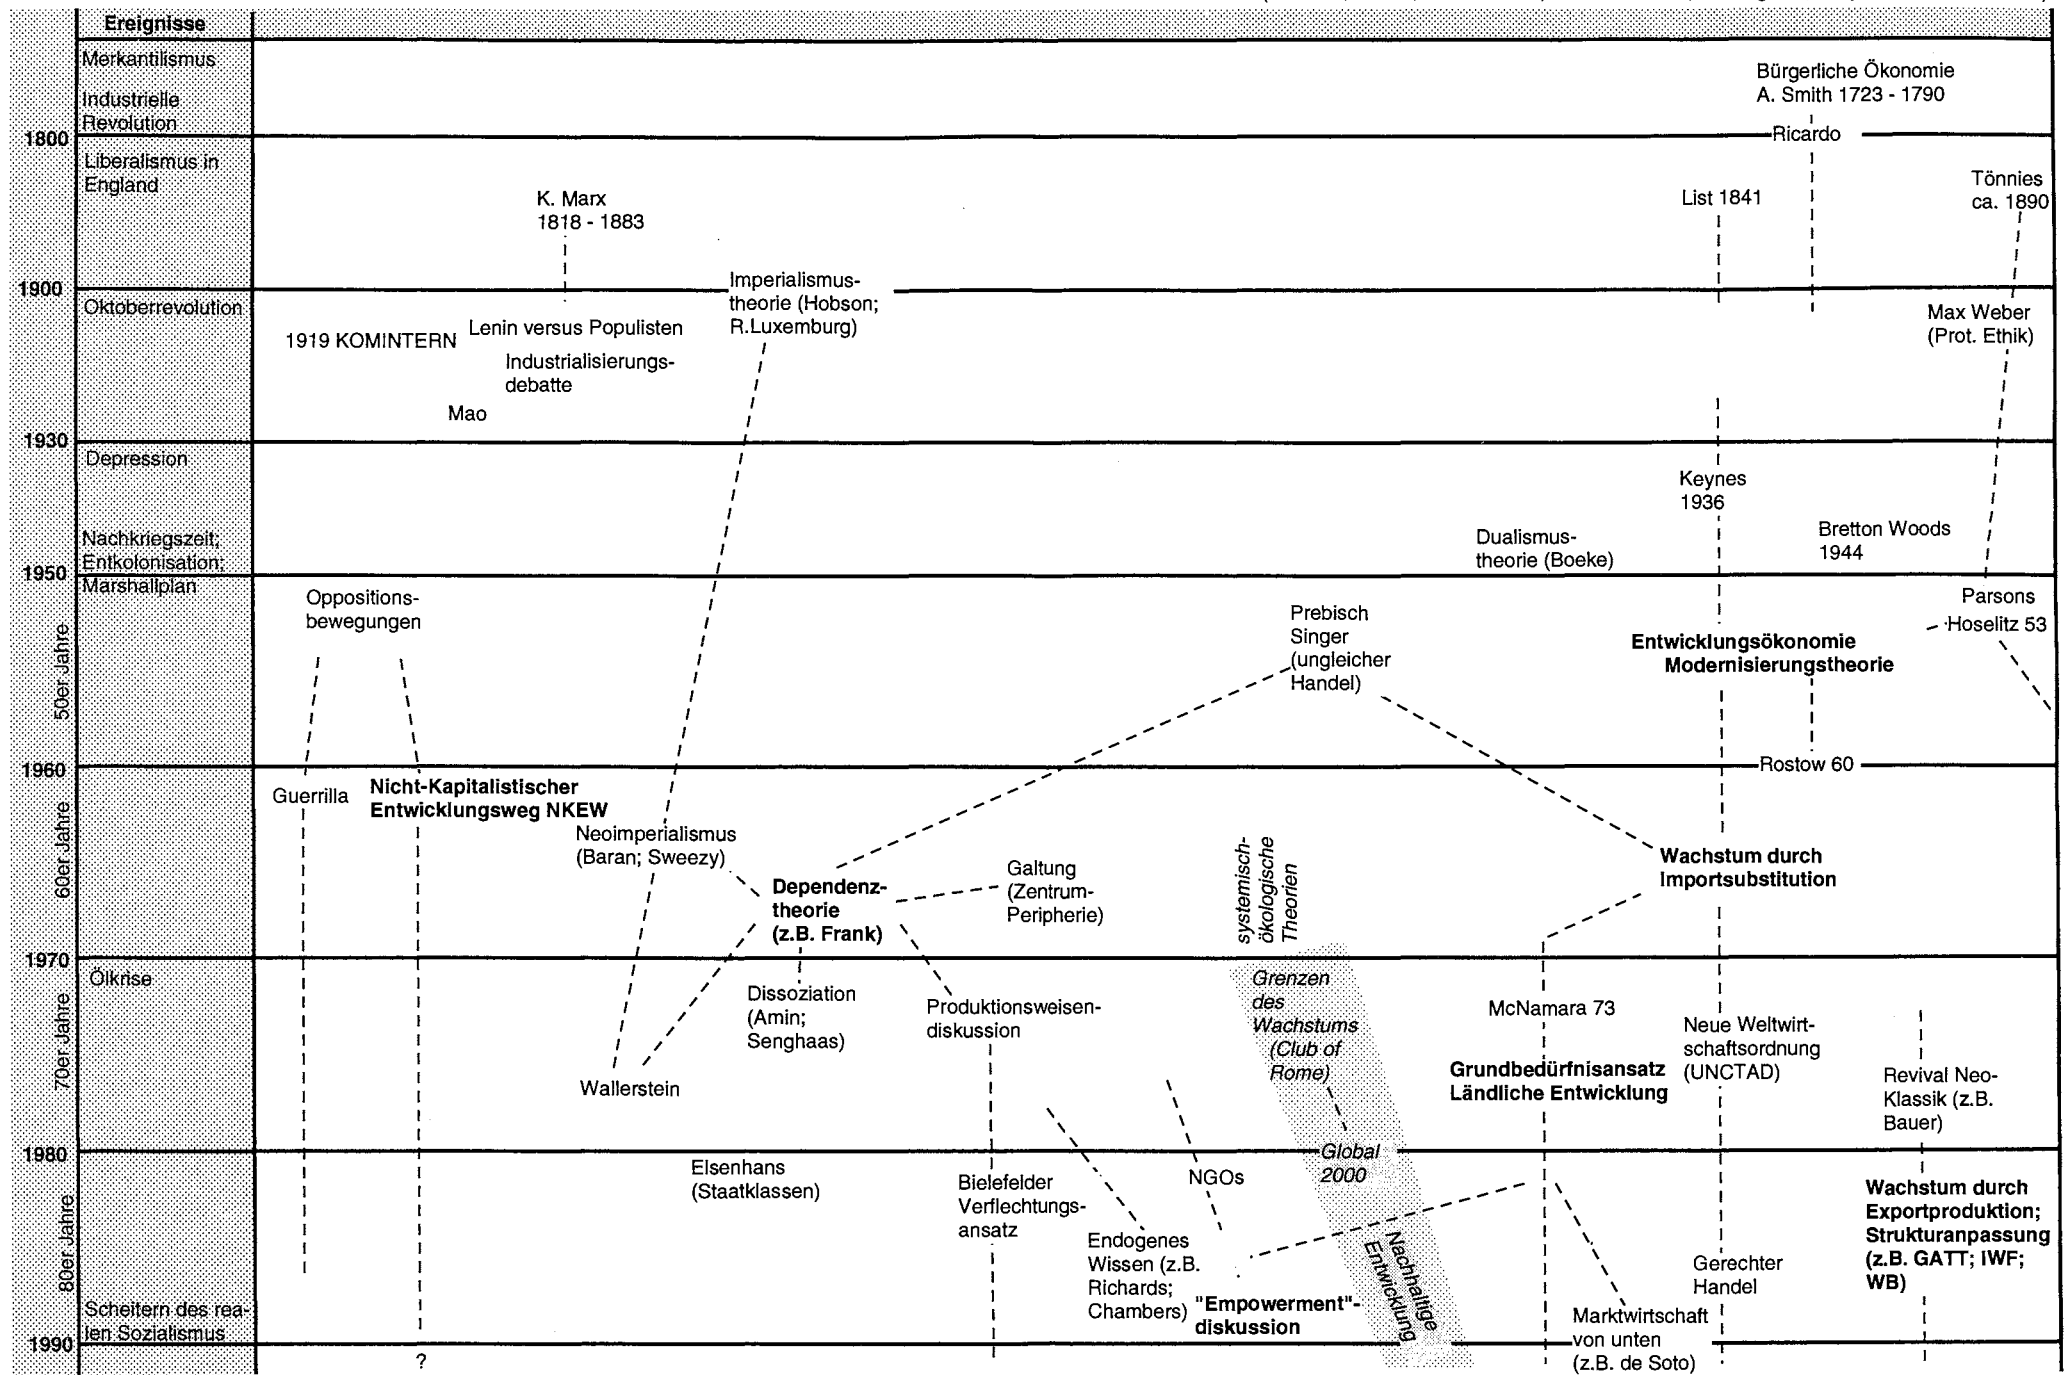 Ereignisse
Merkantilismus
Industrielle
Revolution
1800
Liberalismus in
England
1900
Oktoberrevolution
1930
Depression
Nachkriegszeit;
Entkolonisation;
1950
Marshallplan
50er Jahre
1960
60er Jahre
1970
Ölkrise
70er Jahre
1980
80er Jahre
Scheitern des rea-
len Sozialismus
1990
Bürgerliche Ökonomie
A. Smith 1723 - 1790
Ricardo
K. Marx
1818 - 1883
List 1841
Tönnies
ca. 1890
Imperialismus-
theorie (Hobson;
R.Luxemburg)
1919 KOMINTERN
Lenin versus Populisten
Industrialisierungs-
debatte
Mao
Max Weber
(Prot. Ethik)
Keynes
1936
Dualismus-
theorie (Boeke)
Bretton Woods
1944
Oppositions-
bewegungen
Prebisch
Singer
(ungleicher
Handel)
Entwicklungsökonomie
Modernisierungstheorie
Parsons
Hoselitz 53
Rostow 60
Guerrilla
Nicht-Kapitalistischer
Entwicklungsweg NKEW
Neoimperialismus
(Baran; Sweezy)
Dependenz-
theorie
(z.B. Frank)
Galtung
(Zentrum-
Peripherie)
systemisch-
ökologische
Theorien
Wachstum durch
Importsubstitution
Dissoziation
(Amin;
Senghaas)
Produktionsweisen-
diskussion
Wallerstein
Grenzen
des
Wachstums
(Club of
Rome)
McNamara 73
Grundbedürfnisansatz
Ländliche Entwicklung
Neue Weltwirt-
schaftsordnung
(UNCTAD)
Revival Neo-
Klassik (z.B.
Bauer)
Elsenhans
(Staatklassen)
Bielefelder
Verflechtungs-
ansatz
NGOs
Global
2000
Endogenes
Wissen (z.B.
Richards;
Chambers)
"Empowerment"-
diskussion
Nachhaltige
Entwicklung
Marktwirtschaft
von unten
(z.B. de Soto)
Gerechter
Handel
Wachstum durch
Exportproduktion;
Strukturanpassung
(z.B. GATT; IWF;
WB)
?